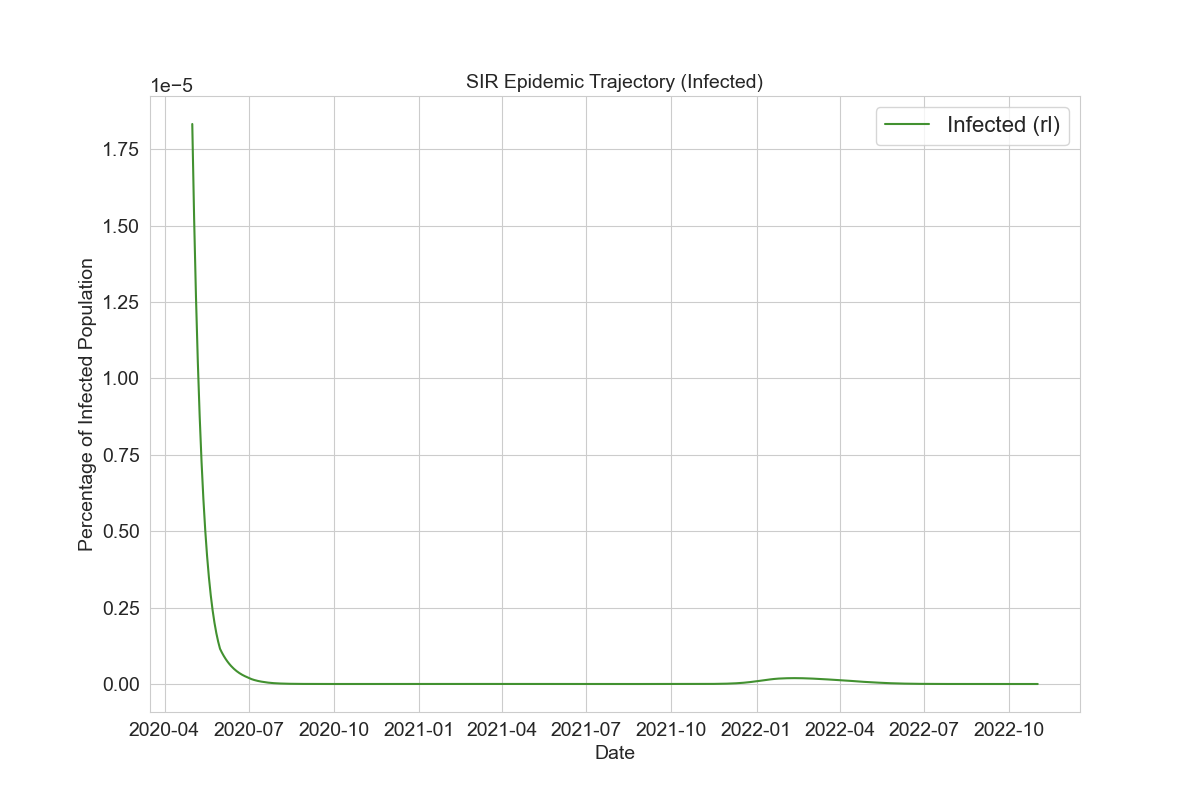 SIR Epidemic Trajectory (Infected)
1e−5
Infected (rl)
1.75
1.50
1.25
1.00
0.75
0.50
0.25
0.00
Percentage of Infected Population
2020-04 2020-07 2020-10 2021-01 2021-04 2021-07 2021-10 2022-01 2022-04 2022-07 2022-10
Date